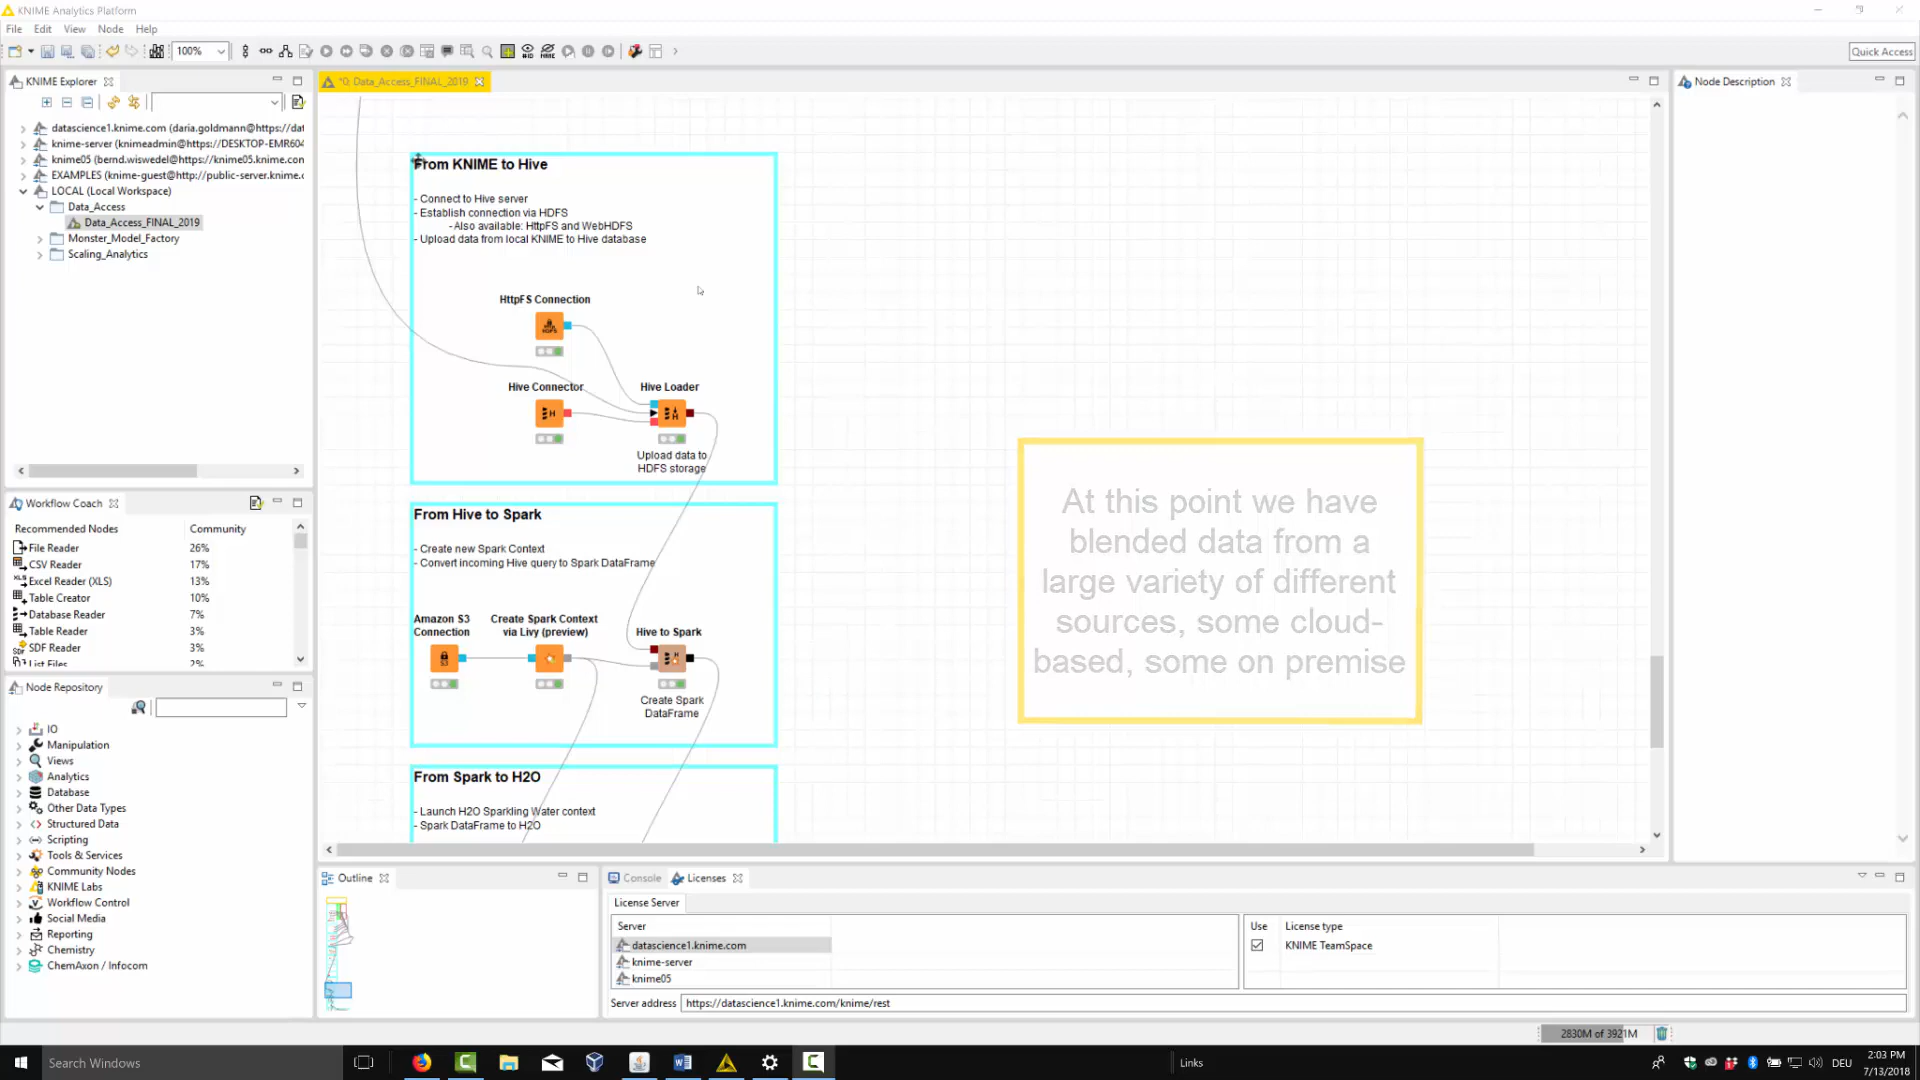 KNIME Analytics Platform
File Edit View Node Help
100%
Quick Access
KNIME Explorer
datascience1.knime.com (daria.goldmann@https://dat
knime-server (knimeadmin@https://DESKTOP-EMR604
knime05 (bernd.wiswedel@https://knime05.knime.com
EXAMPLES (knime-guest@http://public-server.knime.c
LOCAL (Local Workspace)
Data_Access
Data_Access_FINAL_2019
Monster_Model_Factory
Scaling_Analytics
Workflow Coach
Recommended Nodes Community
File Reader 26%
CSV Reader 17%
Excel Reader (XLS) 13%
Table Creator 10%
Database Reader 7%
Table Reader 3%
SDF Reader 3%
List Files 2%
Node Repository
IO
Manipulation
Views
Analytics
Database
Other Data Types
Structured Data
Scripting
Tools & Services
Community Nodes
KNIME Labs
Workflow Control
Social Media
Reporting
Chemistry
ChemAxon / Infocom
Data_Access_FINAL_2019
From KNIME to Hive
- Connect to Hive server
- Establish connection via HDFS
- Also available: HttpFS and WebHDFS
- Upload data from local KNIME to Hive database
HttpFS Connection
Hive Connector
Hive Loader
Upload data to
HDFS storage
From Hive to Spark
- Create new Spark Context
- Convert incoming Hive query to Spark DataFrame
Amazon S3
Connection
Create Spark Context
via Livy (preview)
Hive to Spark
Create Spark
DataFrame
From Spark to H2O
- Launch H2O Sparkling Water context
- Spark DataFrame to H2O
At this point we have
blended data from a
large variety of different
sources, some cloud-
based, some on premise
Node Description
Outline
Console Licenses
License Server
Server
datascience1.knime.com
knime-server
knime05
Use License type
KNIME TeamSpace
Server address https://datascience1.knime.com/knime/rest
2830M of 3921M
Search Windows
Links
DEU
2:03 PM
7/13/2018